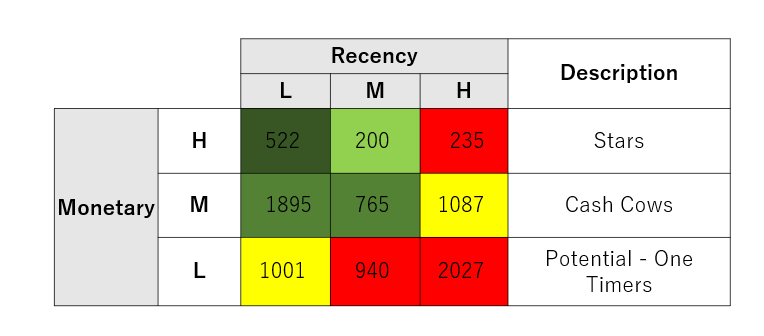 Recency
Description
L M H
H 522 200 235 Stars
Monetary M 1895 765 1087 Cash Cows
L 1001 940 2027 Potential - One
Timers